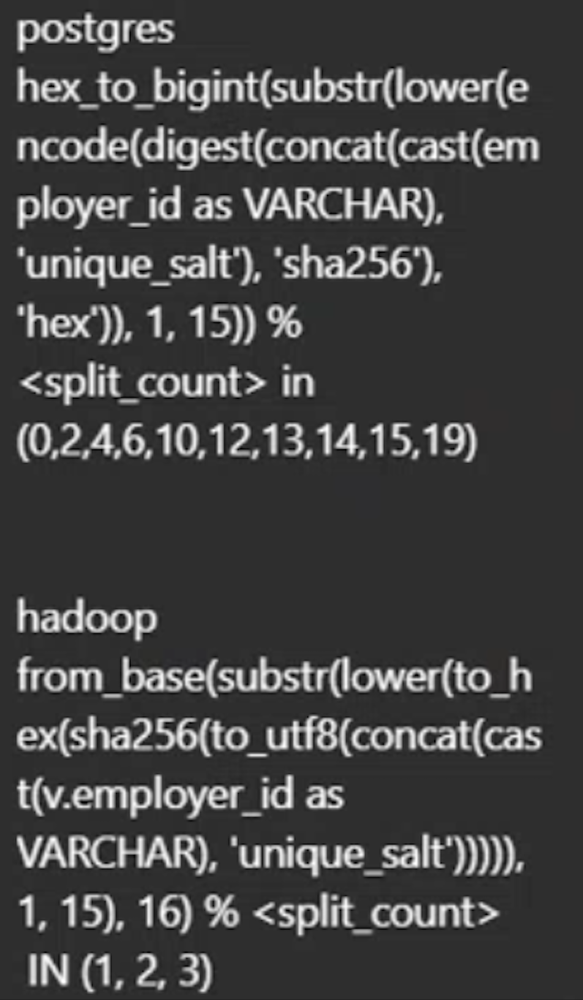 postgres
hex_to_bigint(substr(lower(e
ncode(digest(concat(cast(em
ployer_id as VARCHAR),
'unique_salt'), 'sha256'),
'hex')), 1, 15)) %
<split_count> in
(0,2,4,6,10,12,13,14,15,19)
hadoop
from_base(substr(lower(to_h
ex(sha256(to_utf8(concat(cas
t(v.employer_id as
VARCHAR), 'unique_salt'))))),
1, 15), 16) % <split_count>
IN (1, 2, 3)